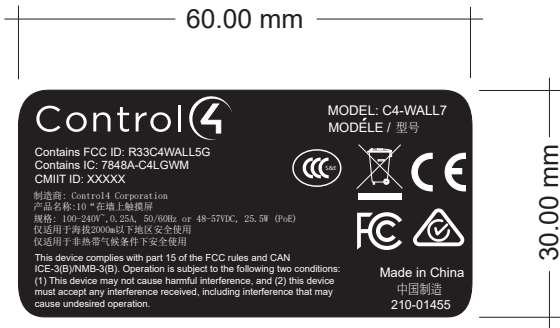 60.00 mm
Control4
MODEL: C4-WALL7
MODÉLE / 型号
Contains FCC ID: R33C4WALL5G
Contains IC: 7848A-C4LGWM
CMIIT ID: XXXXX
CCC S&E
CE
制造商: Control4 Corporation
产品名称:10 "在墙上触摸屏
规格: 100-240V~,0.25A, 50/60Hz or 48-57VDC, 25.5W (PoE)
仅适用于海拔2000m以下地区安全使用
仅适用于非热带气候条件下安全使用
FC
This device complies with part 15 of the FCC rules and CAN
ICE-3(B)/NMB-3(B). Operation is subject to the following two conditions:
(1) This device may not cause harmful interference, and (2) this device
must accept any interference received, including interference that may
cause undesired operation.
Made in China
中国制造
210-01455
30.00 mm